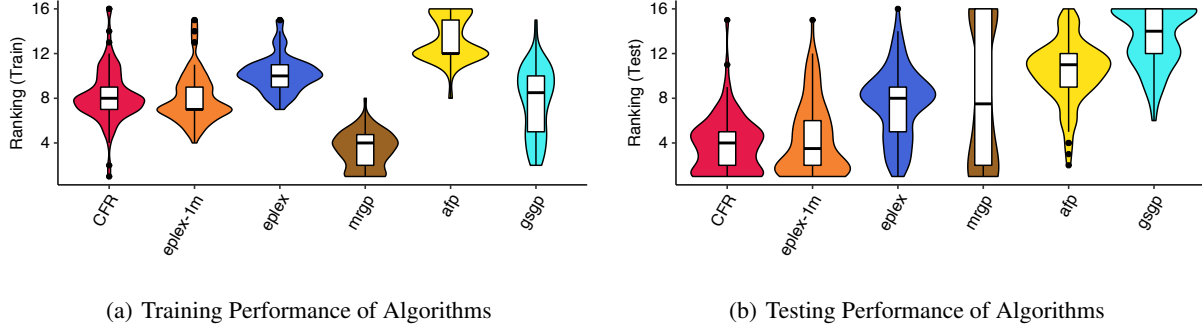 Ranking (Train)
16
12
8
4
CFR
eplex-1m
eplex
mrgp
afp
gsgp
(a) Training Performance of Algorithms
Ranking (Test)
16
12
8
4
CFR
eplex-1m
eplex
mrgp
afp
gsgp
(b) Testing Performance of Algorithms